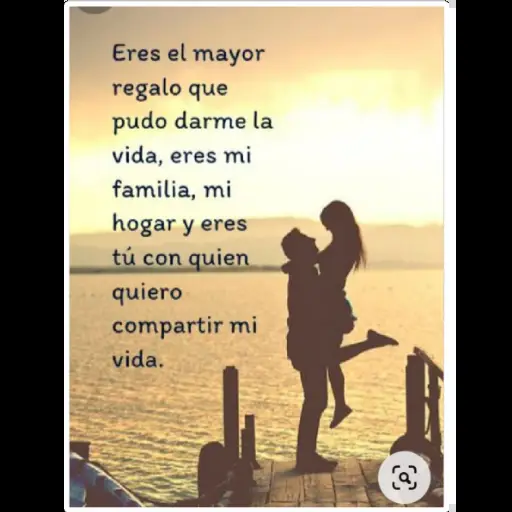 Eres el mayor
regalo que
pudo darme la
vida, eres mi
familia, mi
hogar y eres
tú con quien
quiero
compartir mi
vida.